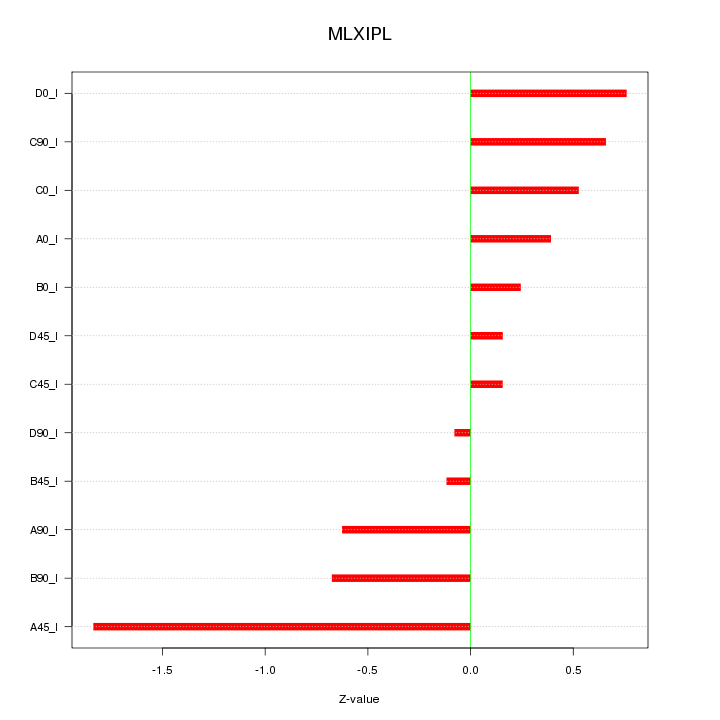 MLXIPL
D0_I
C90_I
C0_I
A0_I
B0_I
D45_I
C45_I
D90_I
B45_I
A90_I
B90_I
A45_I
-1.5 -1.0 -0.5 0.0 0.5
Z-value